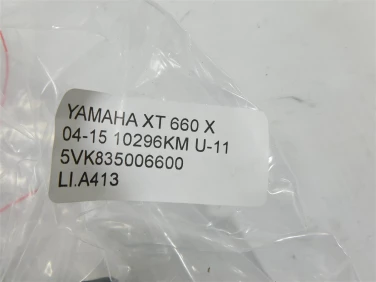 YAMAHA XT 660 X
04-15 10296KM U-11
5VK835006600
LI.A413